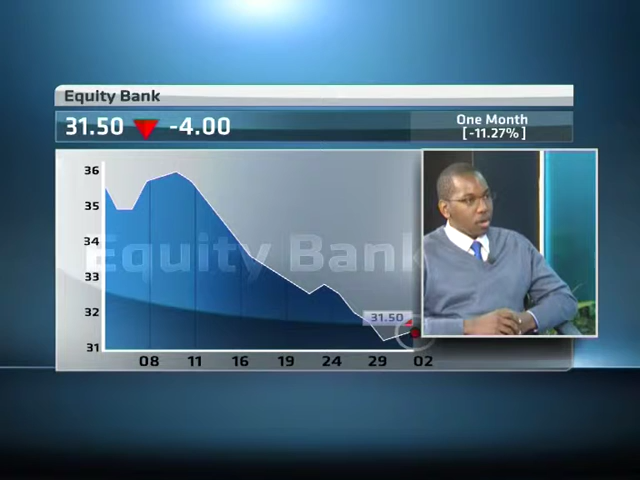 Equity Bank
31.50 -4.00
One Month
[-11.27%]
36
35
34
33
32
31
Equity Bank
31.50
08 11 16 19 24 29 02